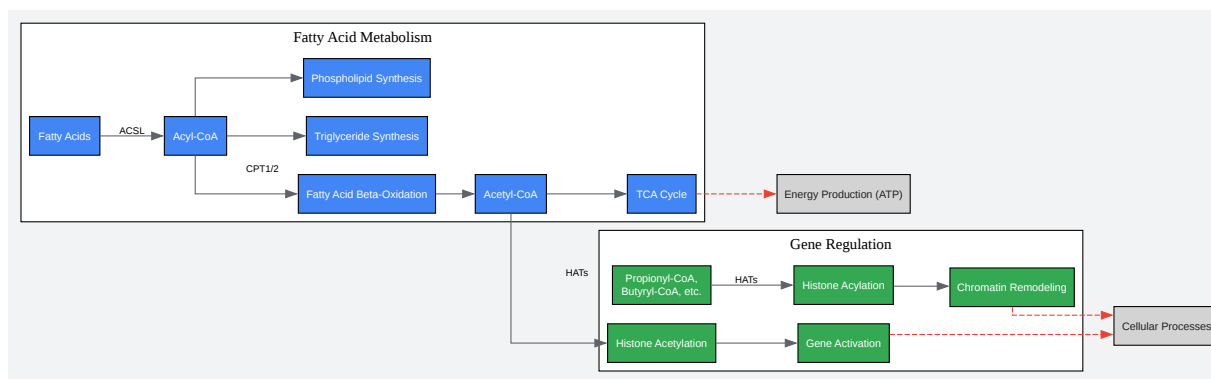 Fatty Acid Metabolism
Phospholipid Synthesis
Fatty Acids
ACSL
Acyl-CoA
Triglyceride Synthesis
CPT1/2
Fatty Acid Beta-Oxidation
Acetyl-CoA
TCA Cycle
Energy Production (ATP)
Gene Regulation
HATs
Propionyl-CoA,
Butyryl-CoA, etc.
HATs
Histone Acylation
Chromatin Remodeling
Cellular Processes
Histone Acetylation
Gene Activation